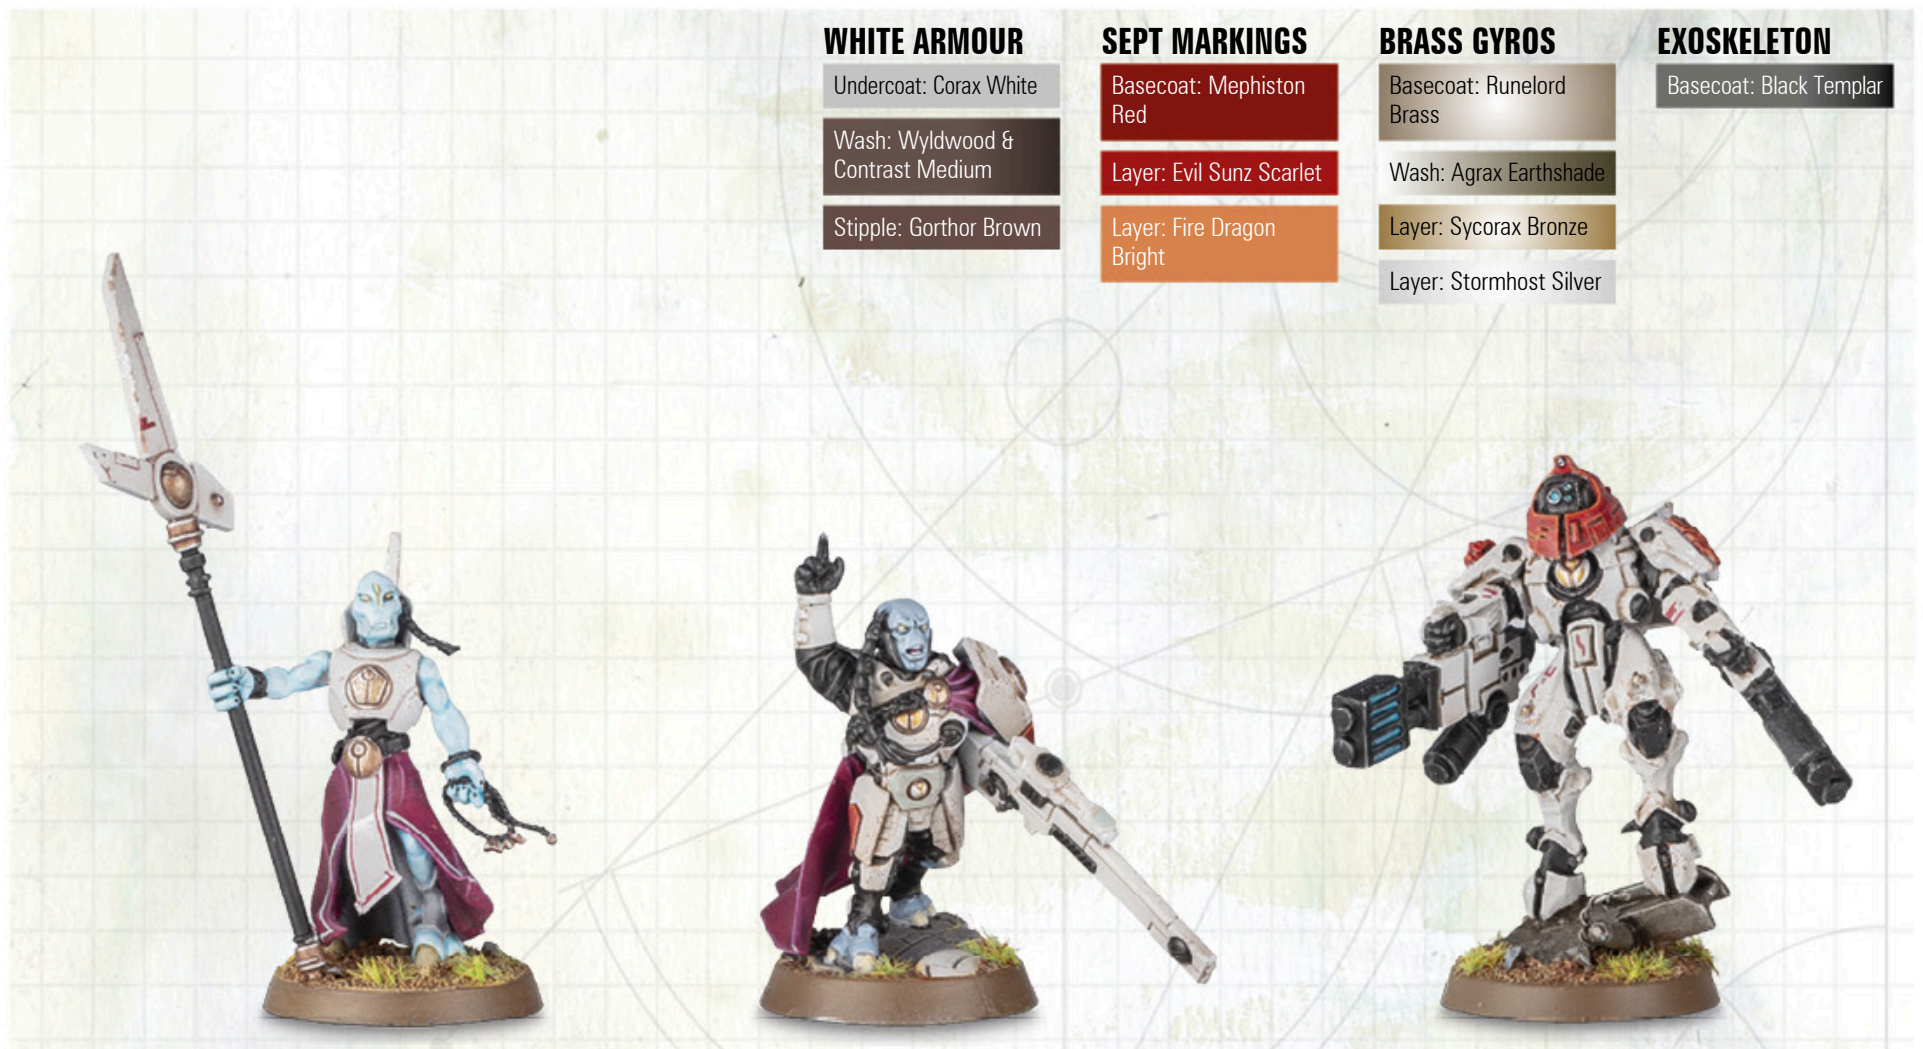 WHITE ARMOUR
Undercoat: Corax White
Wash: Wyldwood &
Contrast Medium
Stipple: Gorthor Brown
SEPT MARKINGS
Basecoat: Mephiston
Red
Layer: Evil Sunz Scarlet
Layer: Fire Dragon
Bright
BRASS GYROS
Basecoat: Runelord
Brass
Wash: Agrax Earthshade
Layer: Sycorax Bronze
Layer: Stormhost Silver
EXOSKELETON
Basecoat: Black Templar